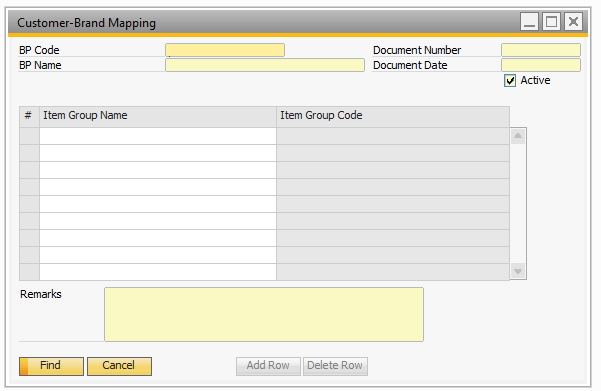 Customer-Brand Mapping
BP Code Document Number
BP Name Document Date
Active
# Item Group Name Item Group Code
Remarks
Find Cancel Add Row Delete Row